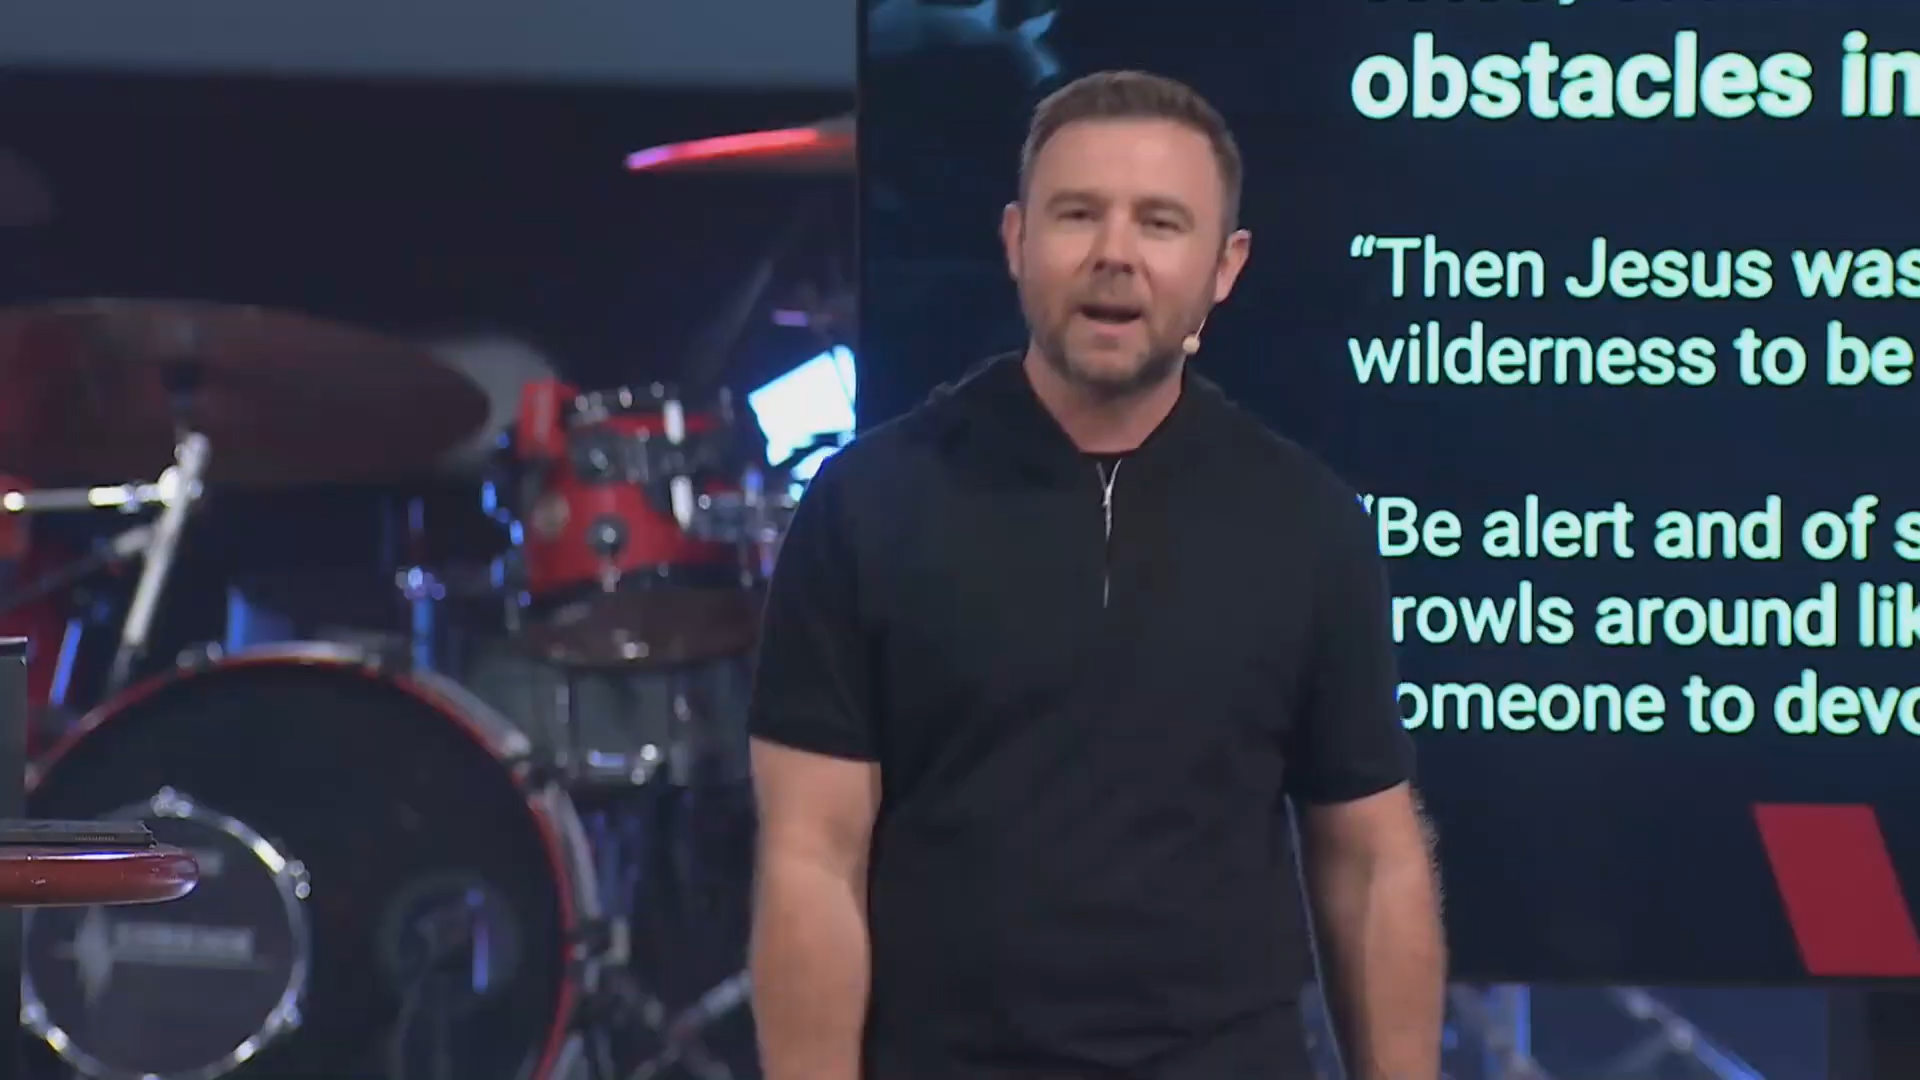 obstacles in
“Then Jesus was
wilderness to be
“Be alert and of s
rowls around lik
omeone to devo